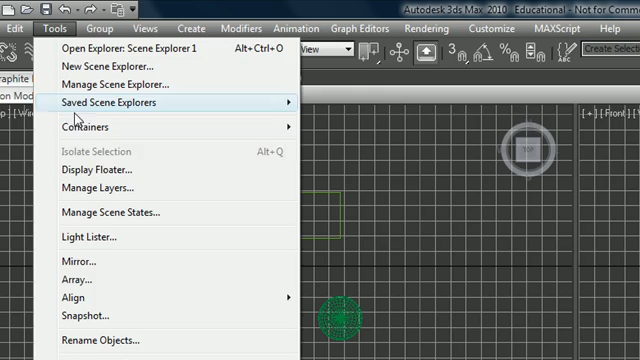 Autodesk 3ds Max 2010 - Educational - Not for Comm
Edit Tools Group Views Create Modifiers Animation Graph Editors Rendering Customize MAXScript Help
Open Explorer: Scene Explorer 1 Alt+Ctrl+O
New Scene Explorer...
Manage Scene Explorer...
Saved Scene Explorers
Containers
Isolate Selection Alt+Q
Display Floater...
Manage Layers...
Manage Scene States...
Light Lister...
Mirror...
Array...
Align
Snapshot...
Rename Objects...
View
3
Create Selection
raphite
on Mod
[ + ] [ Front ] [